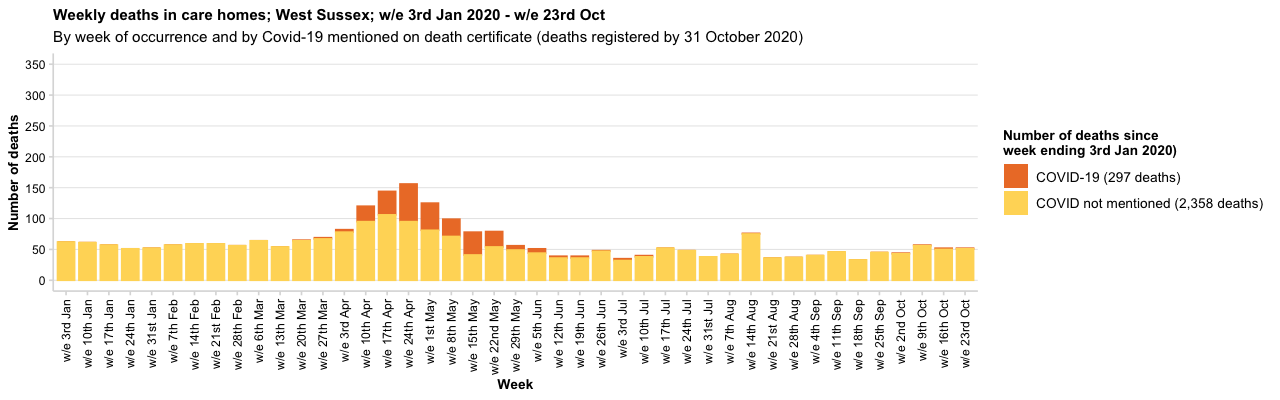 Weekly deaths in care homes; West Sussex; w/e 3rd Jan 2020 - w/e 23rd Oct
By week of occurrence and by Covid-19 mentioned on death certificate (deaths registered by 31 October 2020)
Number of deaths
350
300
250
200
150
100
50
0
w/e 3rd Jan
w/e 10th Jan
w/e 17th Jan
w/e 24th Jan
w/e 31st Jan
w/e 7th Feb
w/e 14th Feb
w/e 21st Feb
w/e 28th Feb
w/e 6th Mar
w/e 13th Mar
w/e 20th Mar
w/e 27th Mar
w/e 3rd Apr
w/e 10th Apr
w/e 17th Apr
w/e 24th Apr
w/e 1st May
w/e 8th May
w/e 15th May
w/e 22nd May
w/e 29th May
w/e 5th Jun
w/e 12th Jun
w/e 19th Jun
w/e 26th Jun
w/e 3rd Jul
w/e 10th Jul
w/e 17th Jul
w/e 24th Jul
w/e 31st Jul
w/e 7th Aug
w/e 14th Aug
w/e 21st Aug
w/e 28th Aug
w/e 4th Sep
w/e 11th Sep
w/e 18th Sep
w/e 25th Sep
w/e 2nd Oct
w/e 9th Oct
w/e 16th Oct
w/e 23rd Oct
Week
Number of deaths since
week ending 3rd Jan 2020)
COVID-19 (297 deaths)
COVID not mentioned (2,358 deaths)